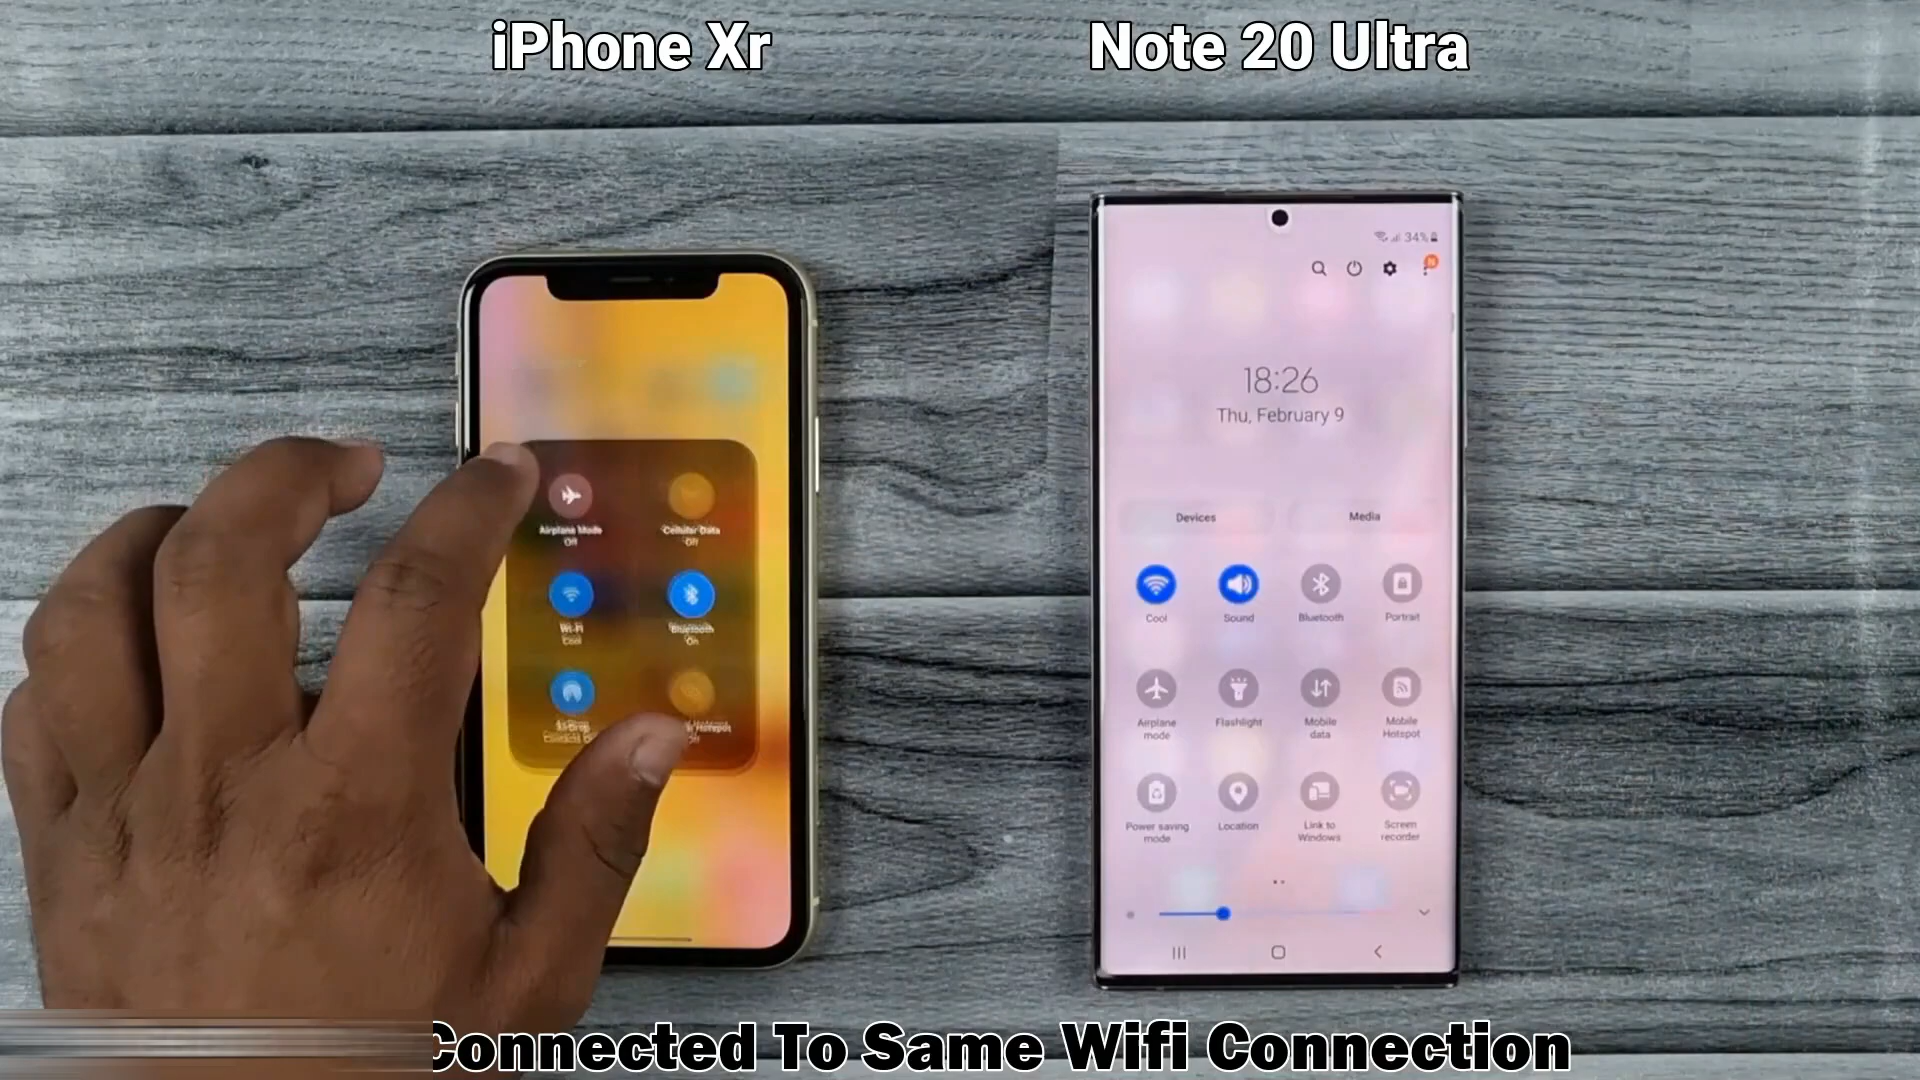 iPhone Xr
Note 20 Ultra
34%
N
18:26
Thu, February 9
Devices
Media
Airplane Mode
Off
Cellular Data
Off
Wi-Fi
Cool
Bluetooth
On
AirDrop
Cool
Sound
Bluetooth
Portrait
Airplane
mode
Flashlight
Mobile
data
Mobile
Hotspot
Power saving
mode
Location
Link to
Windows
Screen
recorder
Connected To Same Wifi Connection